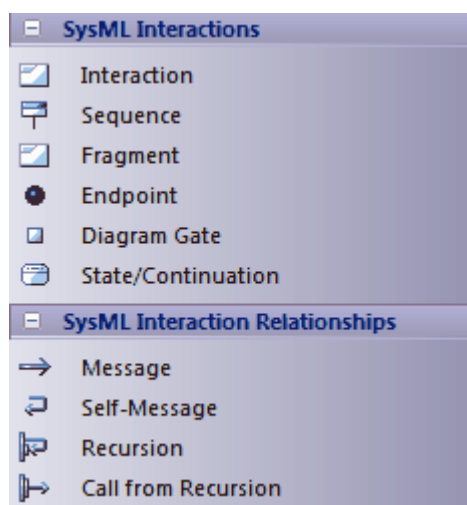 SysML Interactions
Interaction
Sequence
Fragment
Endpoint
Diagram Gate
State/Continuation
SysML Interaction Relationships
Message
Self-Message
Recursion
Call from Recursion